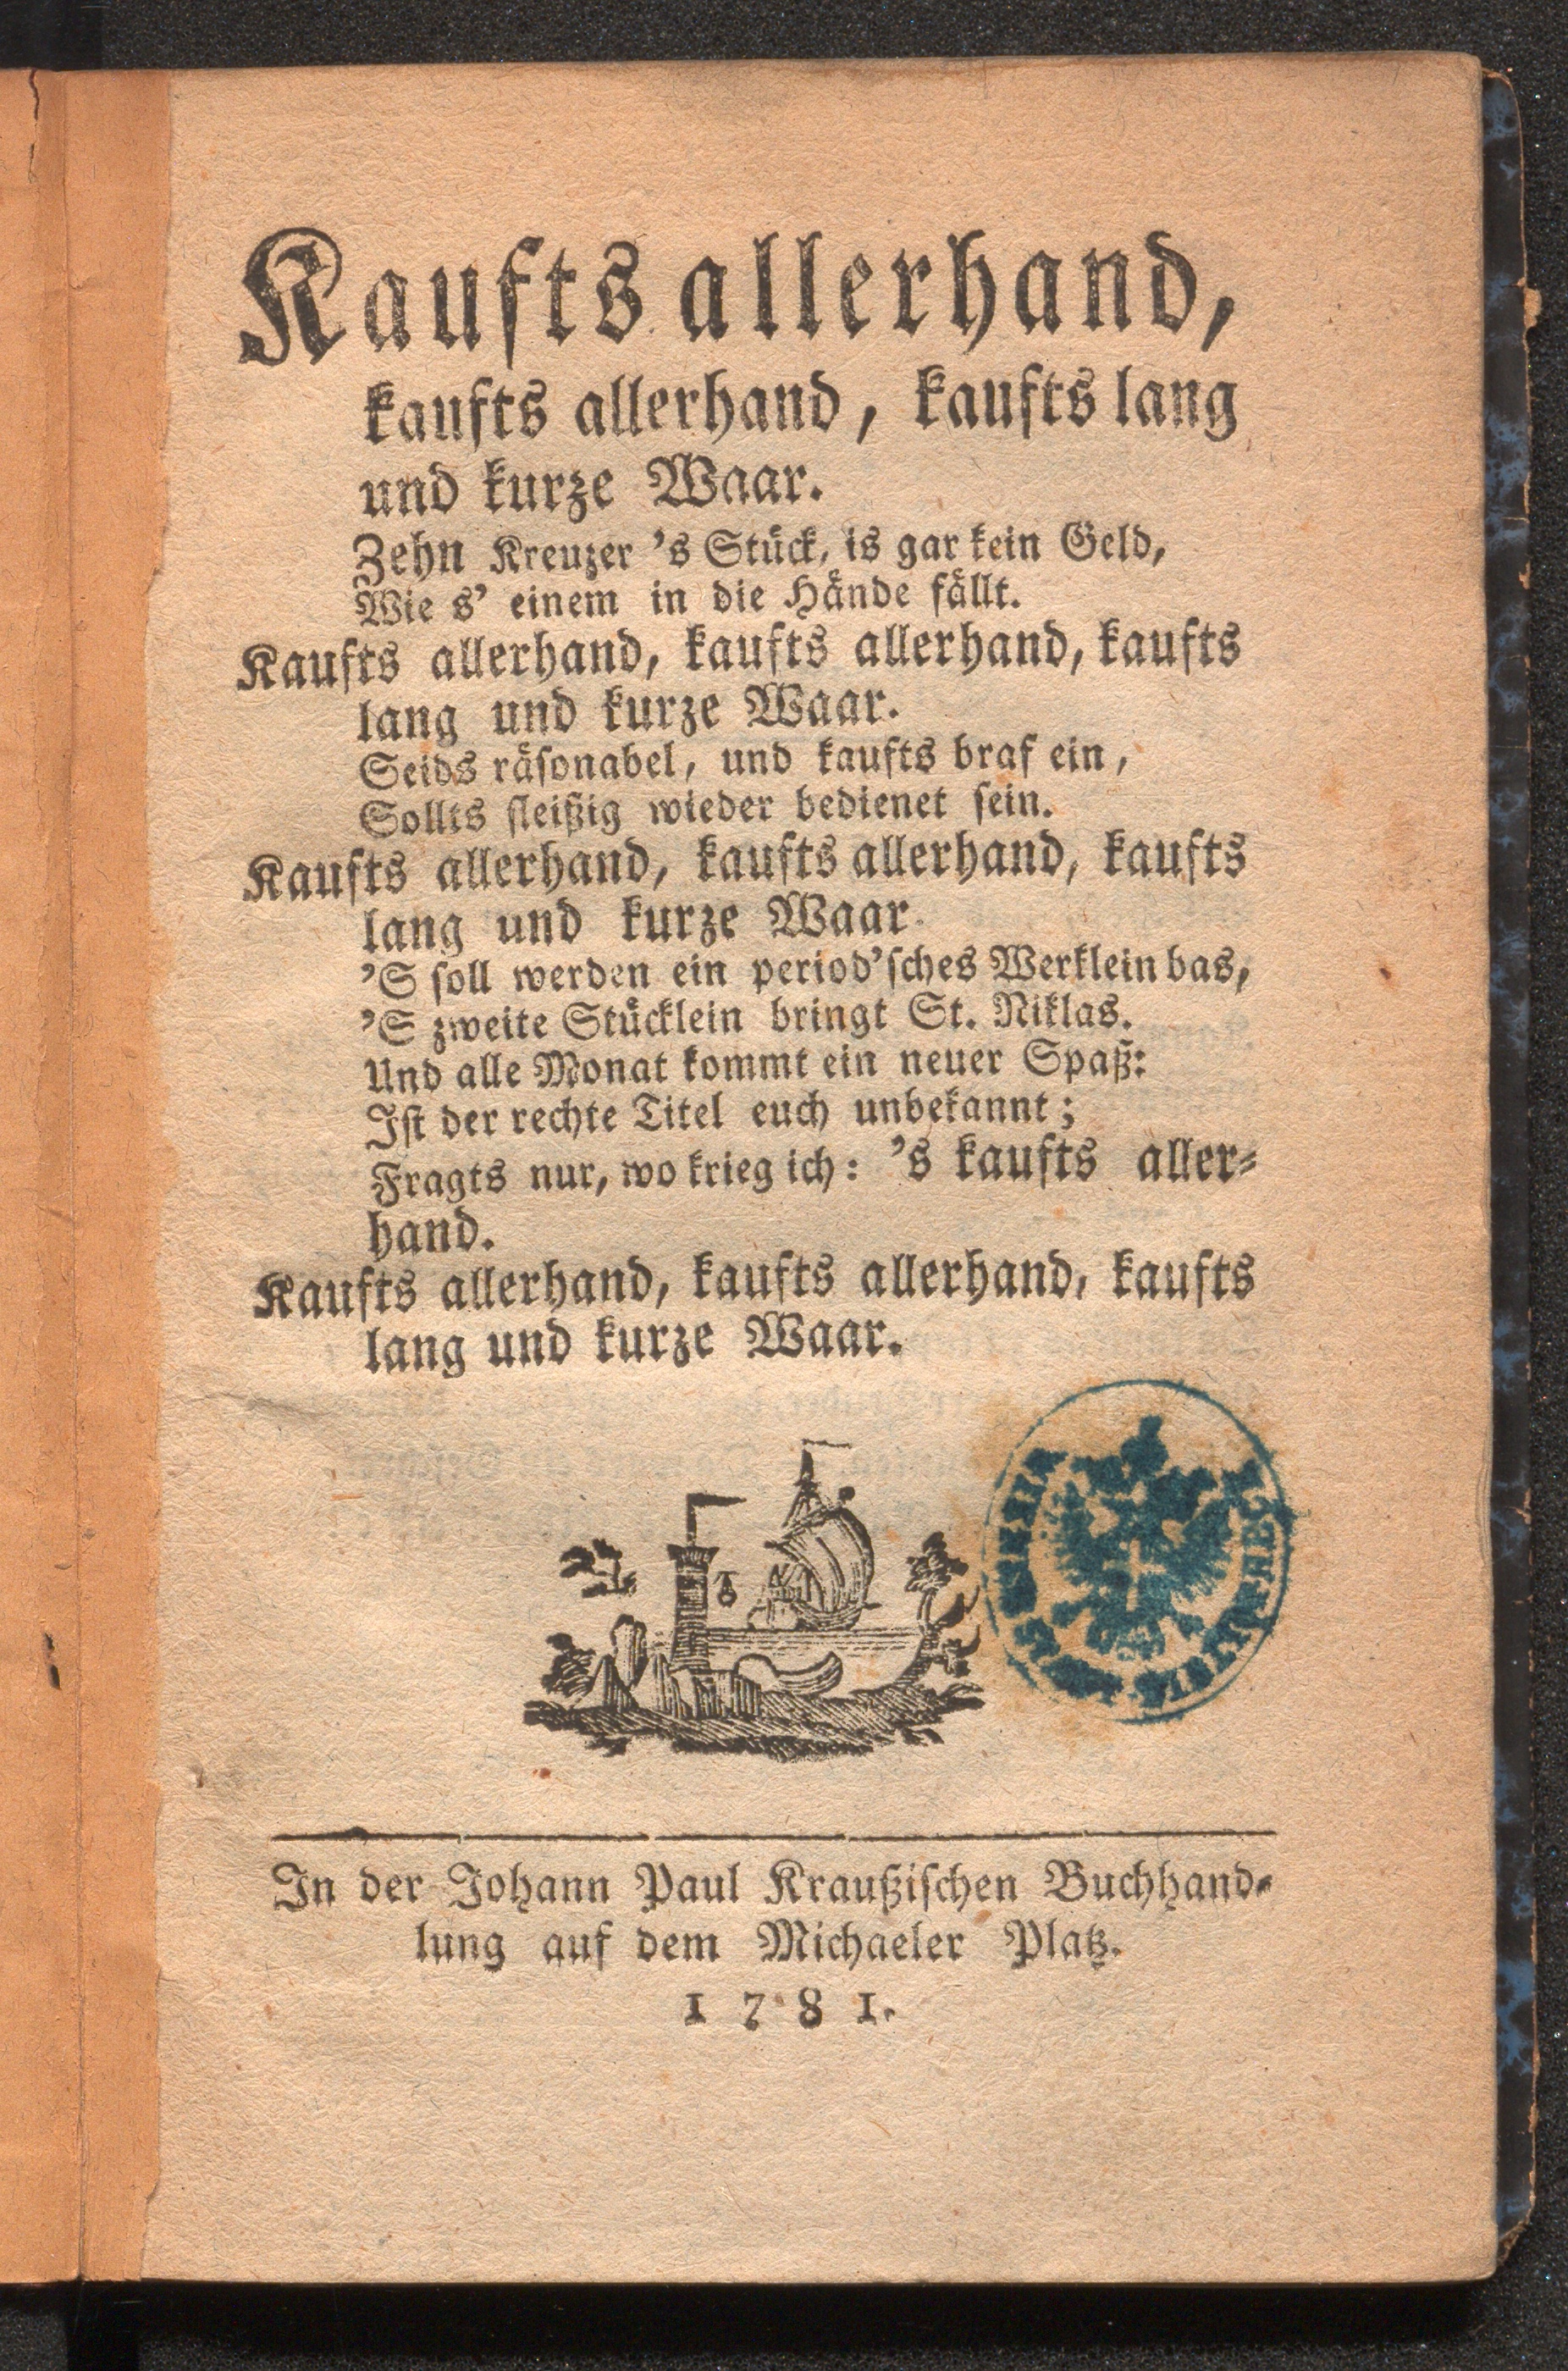 Kaufts allerhand,
kaufts allerhand, kaufts lang
und kurze Waar.
Zehn Kreuzer 's Stück, is gar kein Geld,
Wie s' einem in die Hände fällt.
Kaufts allerhand, kaufts allerhand, kaufts
lang und kurze Waar.
Seids räsonabel, und kaufts braf ein,
Sollts fleißig wieder bedienet sein.
Kaufts allerhand, kaufts allerhand, kaufts
lang und kurze Waar.
'S soll werden ein period'sches Werklein bas,
'S zweite Stücklein bringt St. Niklas.
Und alle Monat kommt ein neuer Spaß:
Ist der rechte Titel euch unbekannt;
Fragts nur, wo krieg ich: 's kaufts aller-
hand.
Kaufts allerhand, kaufts allerhand, kaufts
lang und kurze Waar.
In der Johann Paul Kraußischen Buchhand-
lung auf dem Michaeler Platz.
1781.